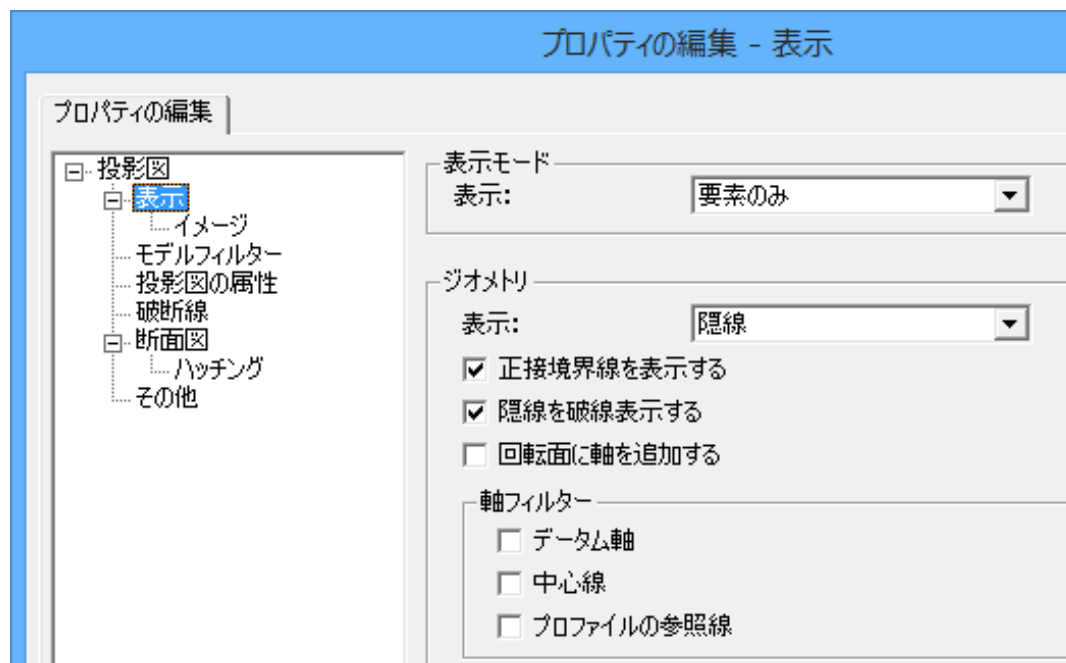 プロパティの編集 - 表示
プロパティの編集
投影図
表示
イメージ
モデルフィルター
投影図の属性
破断線
断面図
ハッチング
その他
表示モード
表示: 要素のみ
ジオメトリ
表示: 隠線
正接境界線を表示する
隠線を破線表示する
回転面に軸を追加する
軸フィルター
データム軸
中心線
プロファイルの参照線